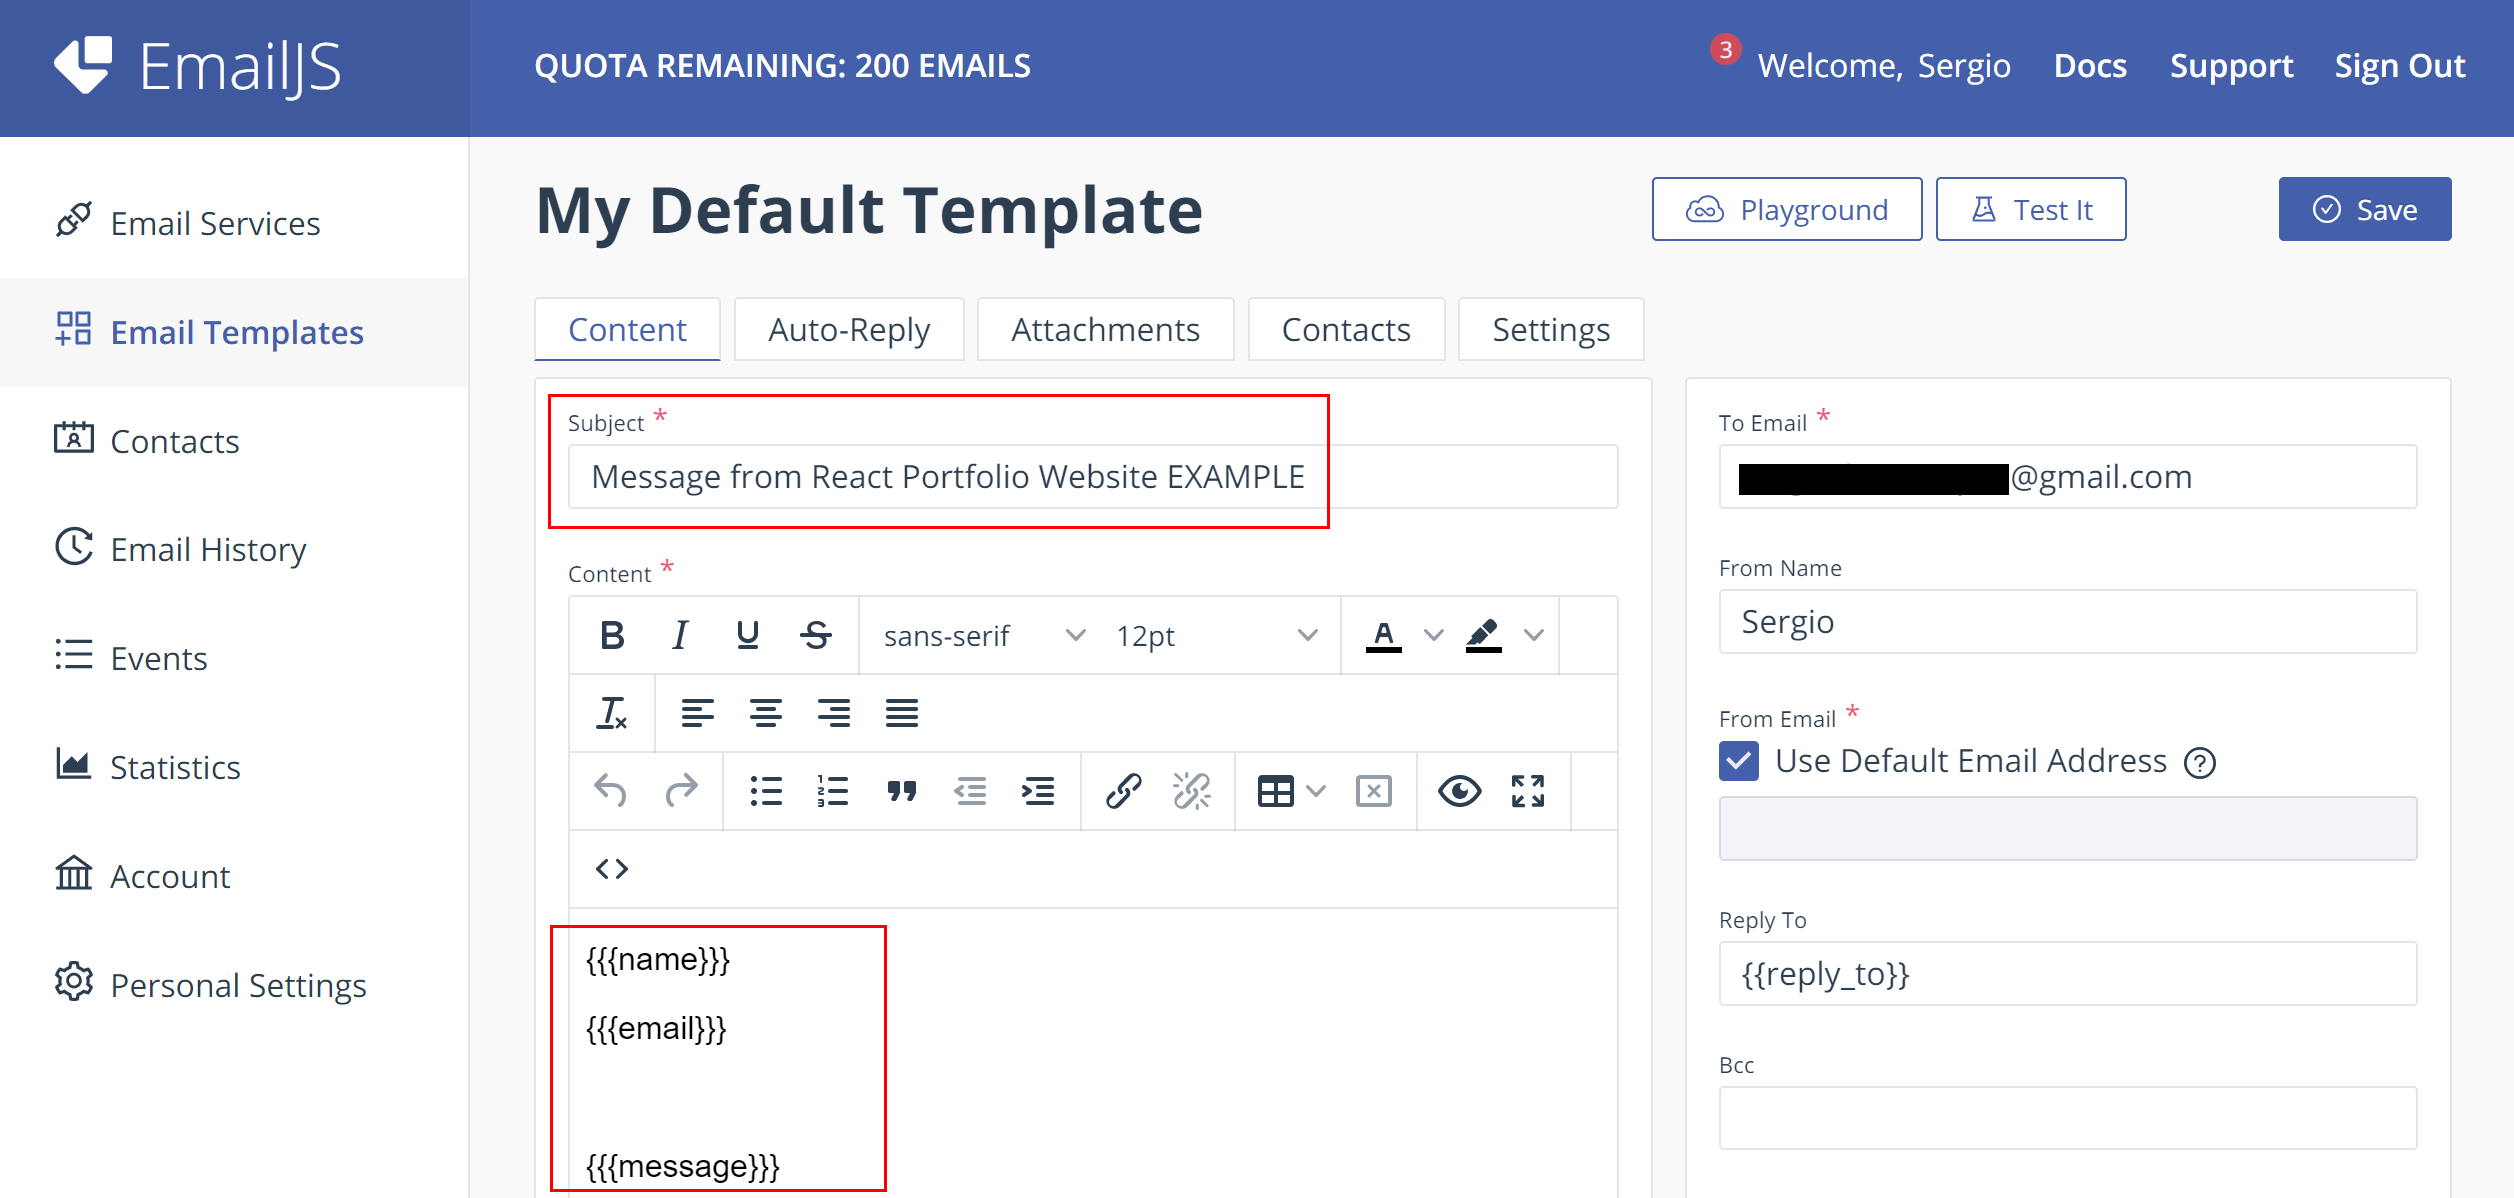 EmailJS
QUOTA REMAINING: 200 EMAILS
3
Welcome, Sergio
Docs
Support
Sign Out
Email Services
Email Templates
Contacts
Email History
Events
Statistics
Account
Personal Settings
My Default Template
Playground
Test It
Save
Content
Auto-Reply
Attachments
Contacts
Settings
Subject *
Message from React Portfolio Website EXAMPLE
Content *
B I U S sans-serif 12pt A
{{{name}}}
{{{email}}}
{{{message}}}
To Email *
@gmail.com
From Name
Sergio
From Email *
Use Default Email Address ?
Reply To
{{reply_to}}
Bcc